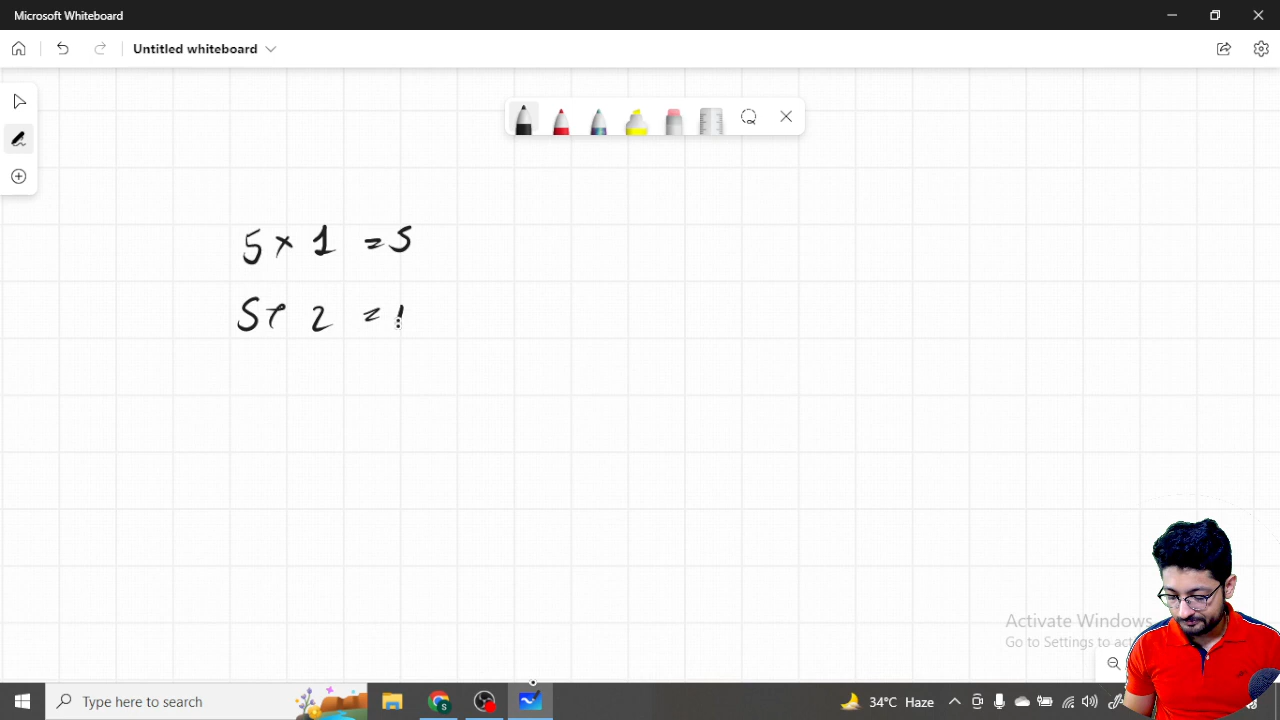 Microsoft Whiteboard
Untitled whiteboard
5 × 1 = 5
5 × 2 = 1
Activate Windows
Go to Settings to act
Type here to search
34°C Haze